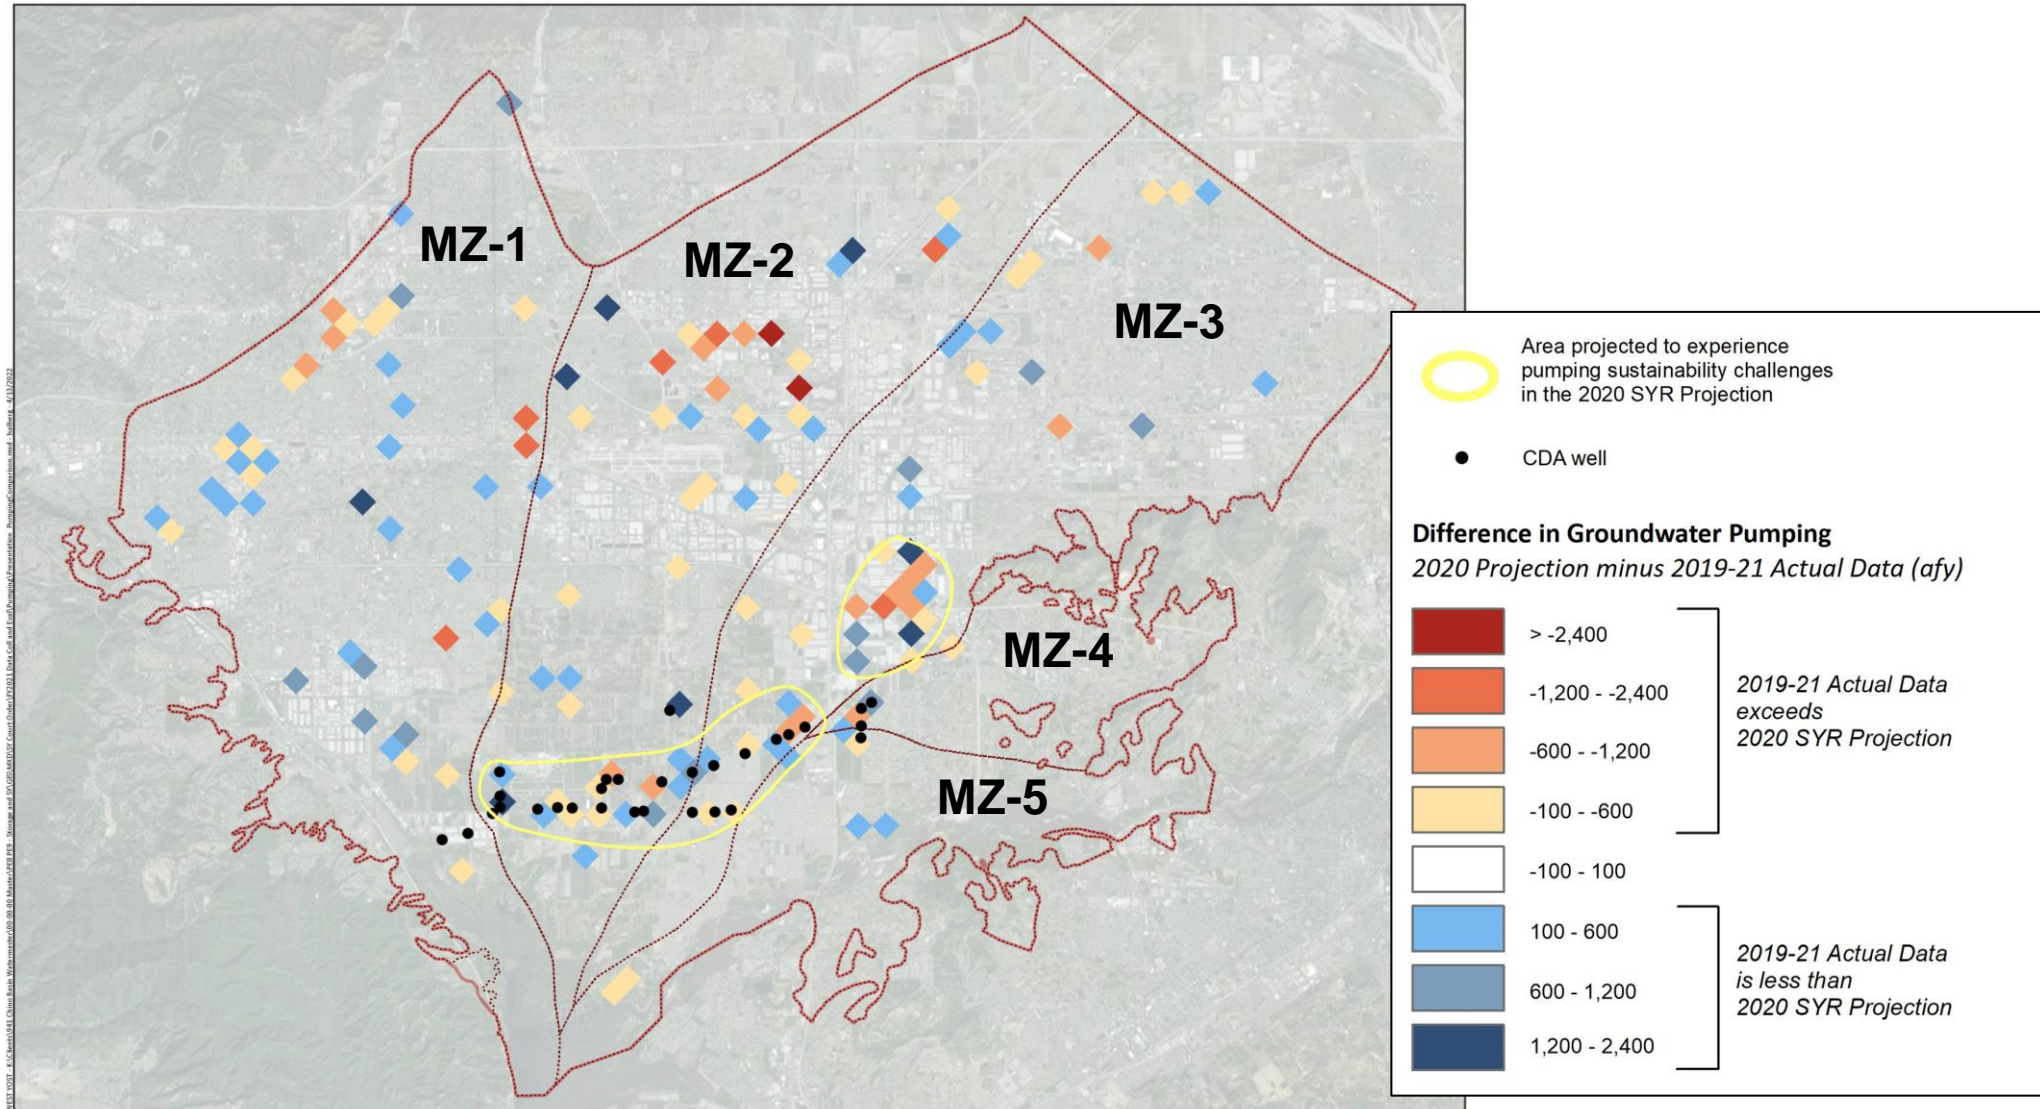 MZ-1
MZ-2
MZ-3
MZ-4
MZ-5
Area projected to experience
pumping sustainability challenges
in the 2020 SYR Projection
CDA well
Difference in Groundwater Pumping
2020 Projection minus 2019-21 Actual Data (afy)
> -2,400
-1,200 - -2,400
-600 - -1,200
-100 - -600
2019-21 Actual Data
exceeds
2020 SYR Projection
-100 - 100
100 - 600
600 - 1,200
1,200 - 2,400
2019-21 Actual Data
is less than
2020 SYR Projection